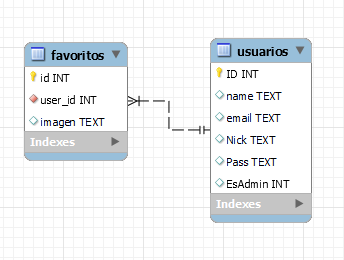 favoritos
id INT
user_id INT
imagen TEXT
Indexes
usuarios
ID INT
name TEXT
email TEXT
Nick TEXT
Pass TEXT
EsAdmin INT
Indexes